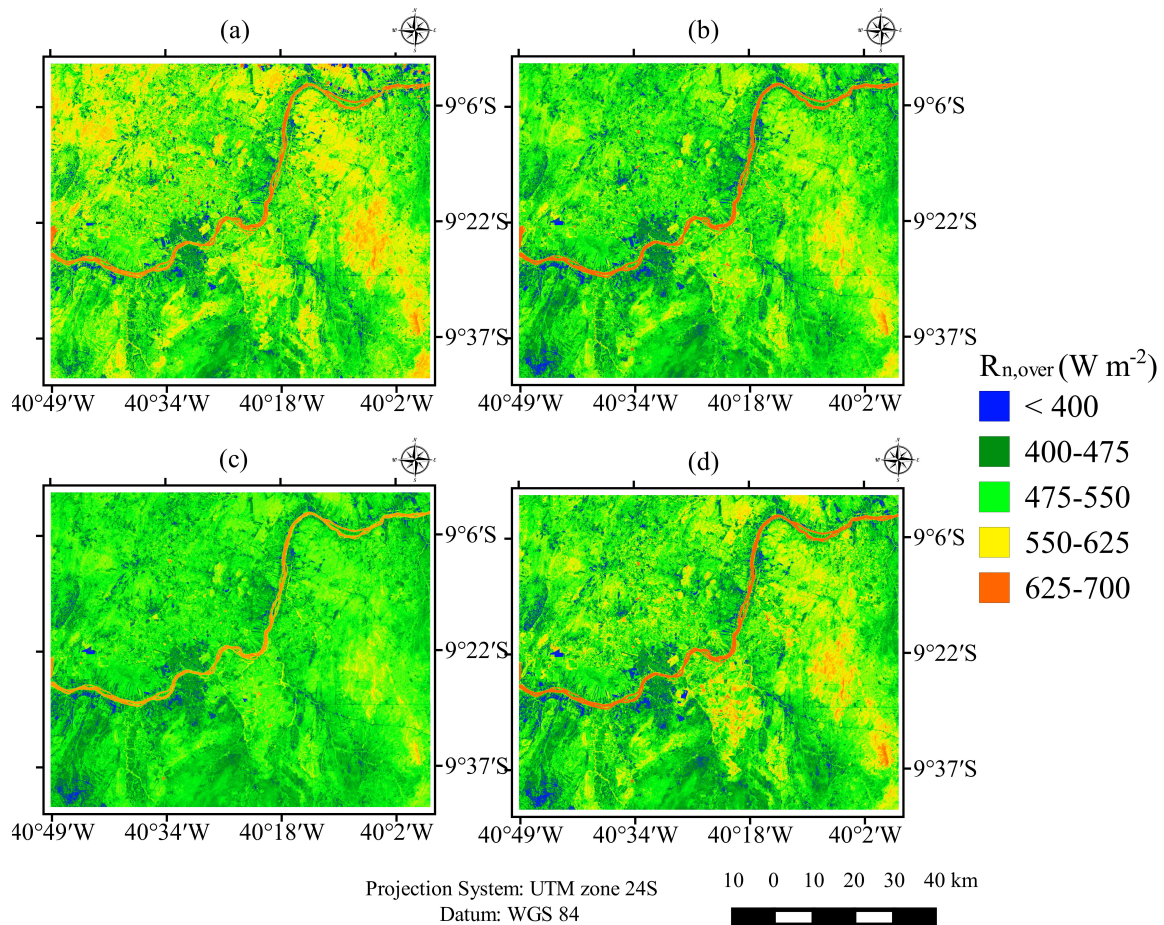 (a)
(b)
9°6′S
9°22′S
9°37′S
40°49′W 40°34′W 40°18′W 40°2′W
9°6′S
9°22′S
9°37′S
40°49′W 40°34′W 40°18′W 40°2′W
Rn,over (W m-2)
< 400
400-475
475-550
550-625
625-700
(c)
(d)
9°6′S
9°22′S
9°37′S
40°49′W 40°34′W 40°18′W 40°2′W
9°6′S
9°22′S
9°37′S
40°49′W 40°34′W 40°18′W 40°2′W
Projection System: UTM zone 24S
Datum: WGS 84
10 0 10 20 30 40 km